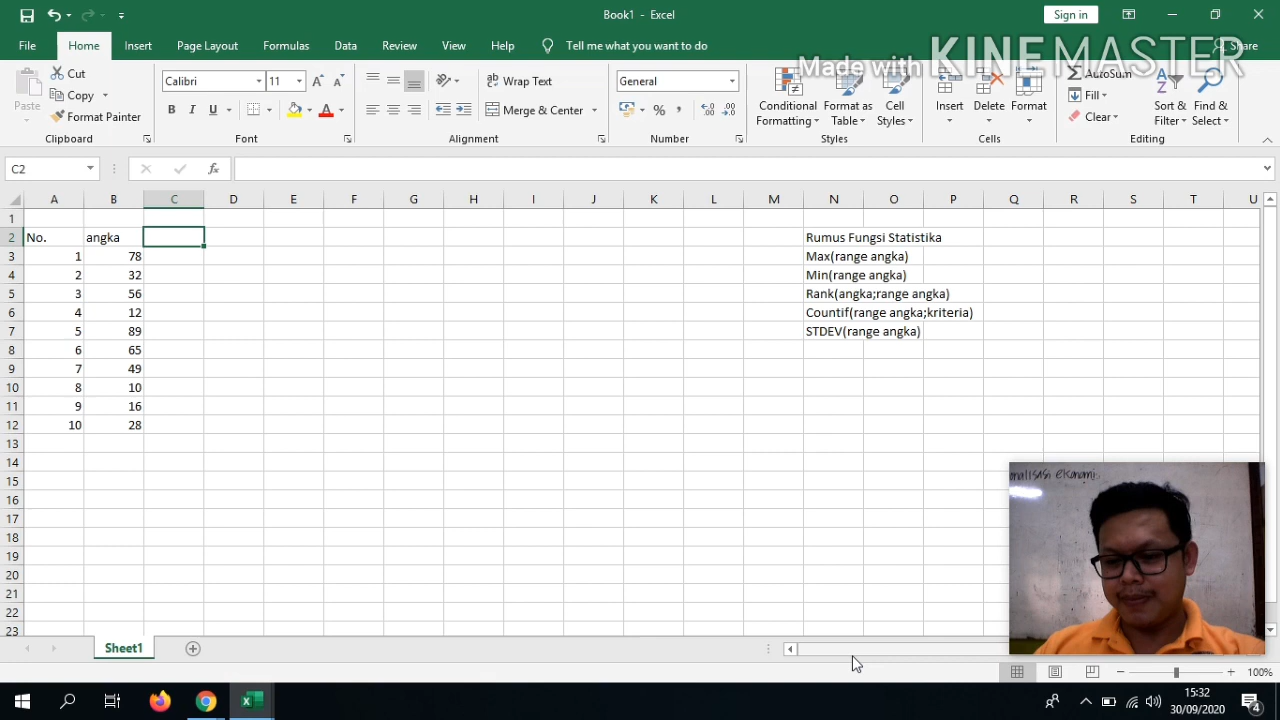 Book1 - Excel
Sign in
File Home Insert Page Layout Formulas Data Review View Help Tell me what you want to do Share
Made with KINEMASTER
Paste
Cut
Copy
Format Painter
Calibri 11
B I U
Wrap Text
Merge & Center
General
%
Conditional Formatting
Format as Table
Cell Styles
Insert
Delete
Format
AutoSum
Fill
Clear
Sort & Filter
Find & Select
Clipboard Font Alignment Number Styles Cells Editing
C2 fx
A B C D E F G H I J K L M N O P Q R S T U
1
2 No. angka Rumus Fungsi Statistika
3 1 78 Max(range angka)
4 2 32 Min(range angka)
5 3 56 Rank(angka;range angka)
6 4 12 Countif(range angka;kriteria)
7 5 89 STDEV(range angka)
8 6 65
9 7 49
10 8 10
11 9 16
12 10 28
13
14
15
16
17
18
19
20
21
22
23
onalisasi ekonomi
Sheet1
100%
15:32
30/09/2020
4